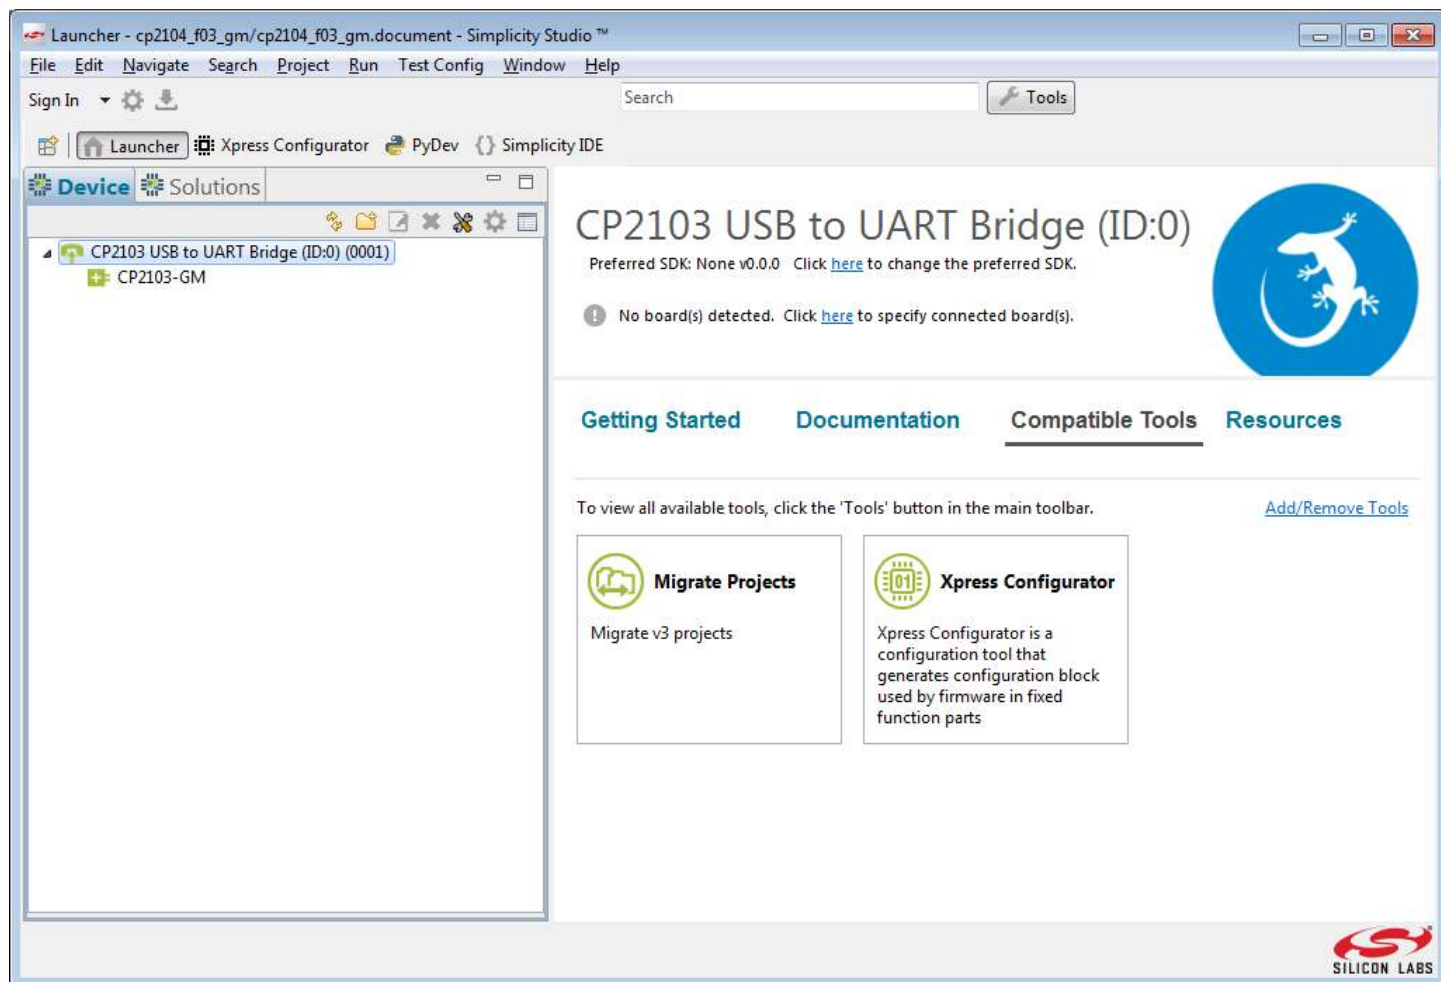 Launcher - cp2104_f03_gm/cp2104_f03_gm.document - Simplicity Studio ™
File Edit Navigate Search Project Run Test Config Window Help
Sign In Search Tools
Launcher Xpress Configurator PyDev {} Simplicity IDE
Device Solutions
CP2103 USB to UART Bridge (ID:0) (0001)
CP2103-GM
CP2103 USB to UART Bridge (ID:0)
Preferred SDK: None v0.0.0 Click here to change the preferred SDK.
No board(s) detected. Click here to specify connected board(s).
Getting Started Documentation Compatible Tools Resources
To view all available tools, click the 'Tools' button in the main toolbar. Add/Remove Tools
Migrate Projects
Migrate v3 projects
01 Xpress Configurator
Xpress Configurator is a
configuration tool that
generates configuration block
used by firmware in fixed
function parts
SILICON LABS